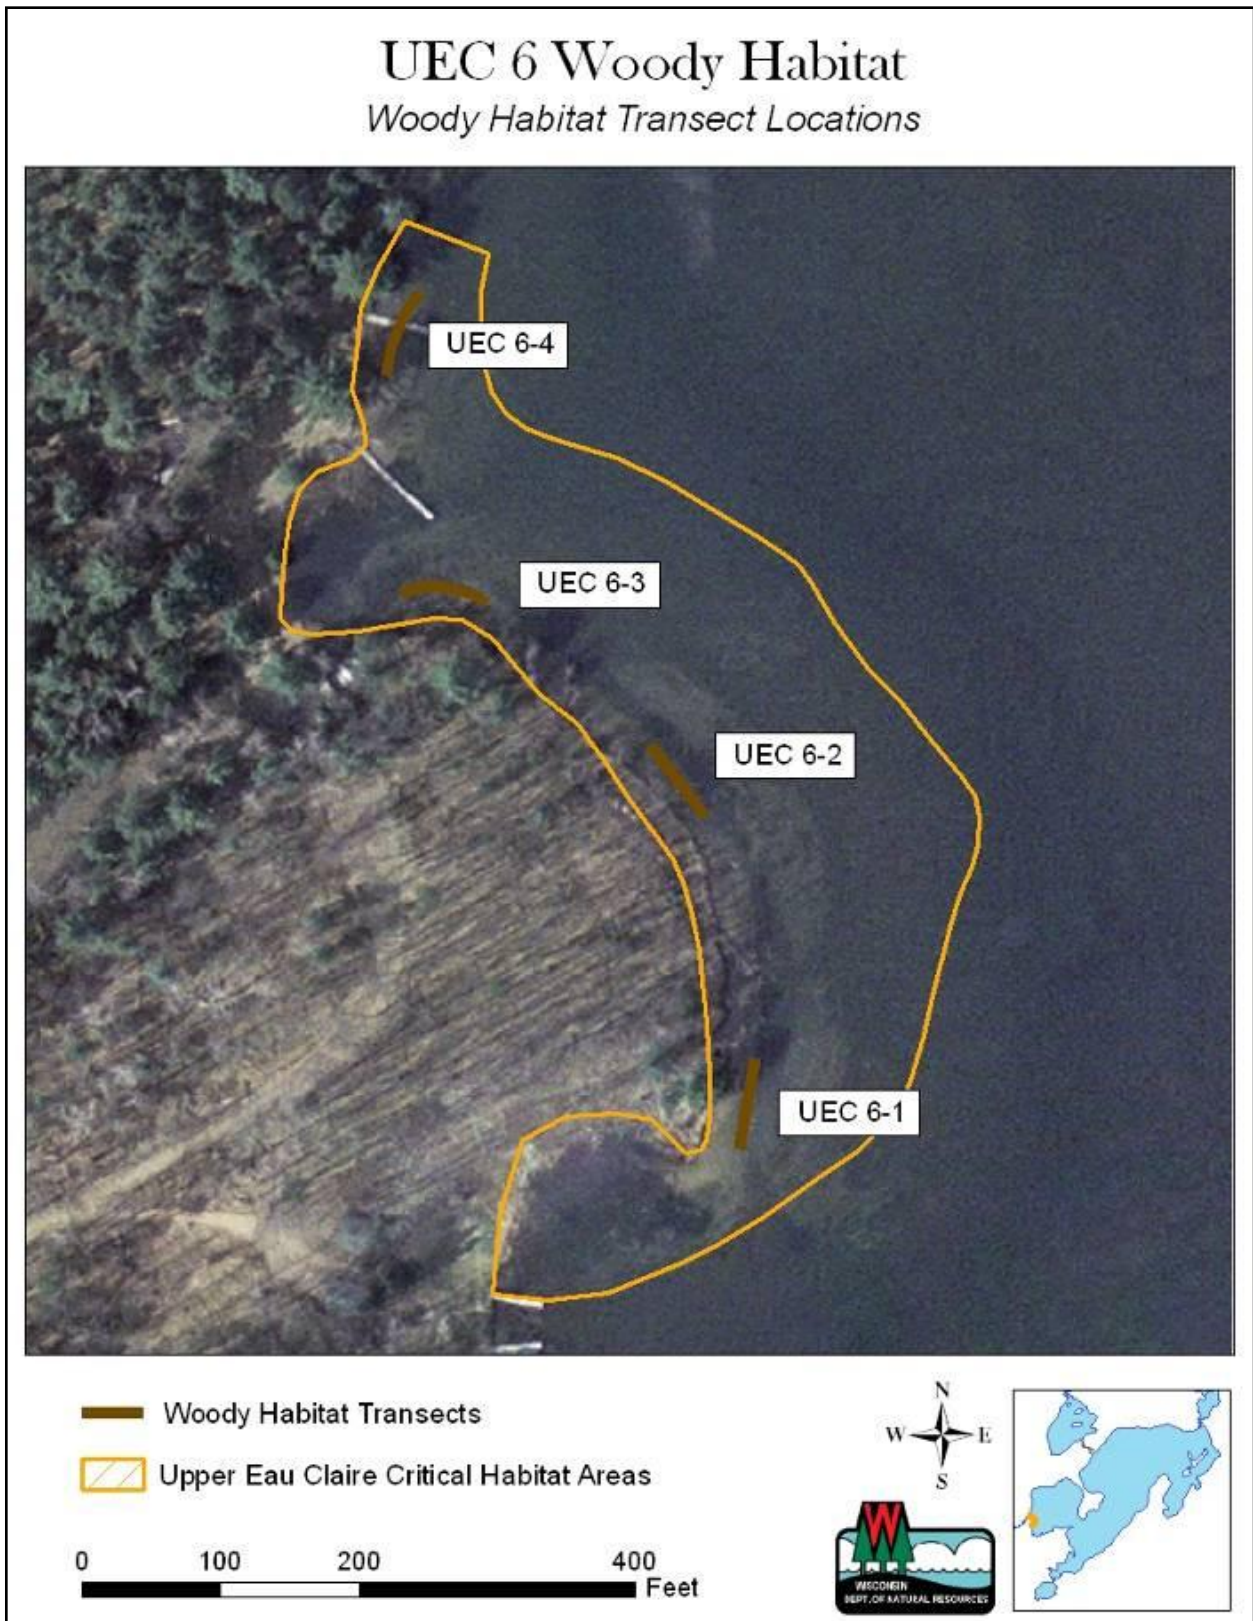 UEC 6 Woody Habitat
Woody Habitat Transect Locations
UEC 6-4
UEC 6-3
UEC 6-2
UEC 6-1
Woody Habitat Transects
Upper Eau Claire Critical Habitat Areas
0 100 200 400
Feet
N
W E
S
W
WISCONSIN
DEPT. OF NATURAL RESOURCES